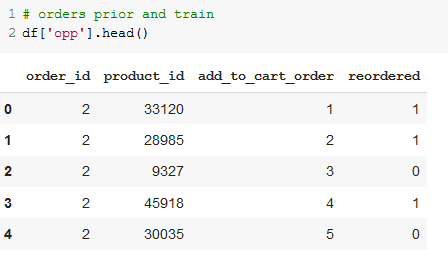 1 # orders prior and train
2 df['opp'].head()
order_id product_id add_to_cart_order reordered
0 2 33120 1 1
1 2 28985 2 1
2 2 9327 3 0
3 2 45918 4 1
4 2 30035 5 0